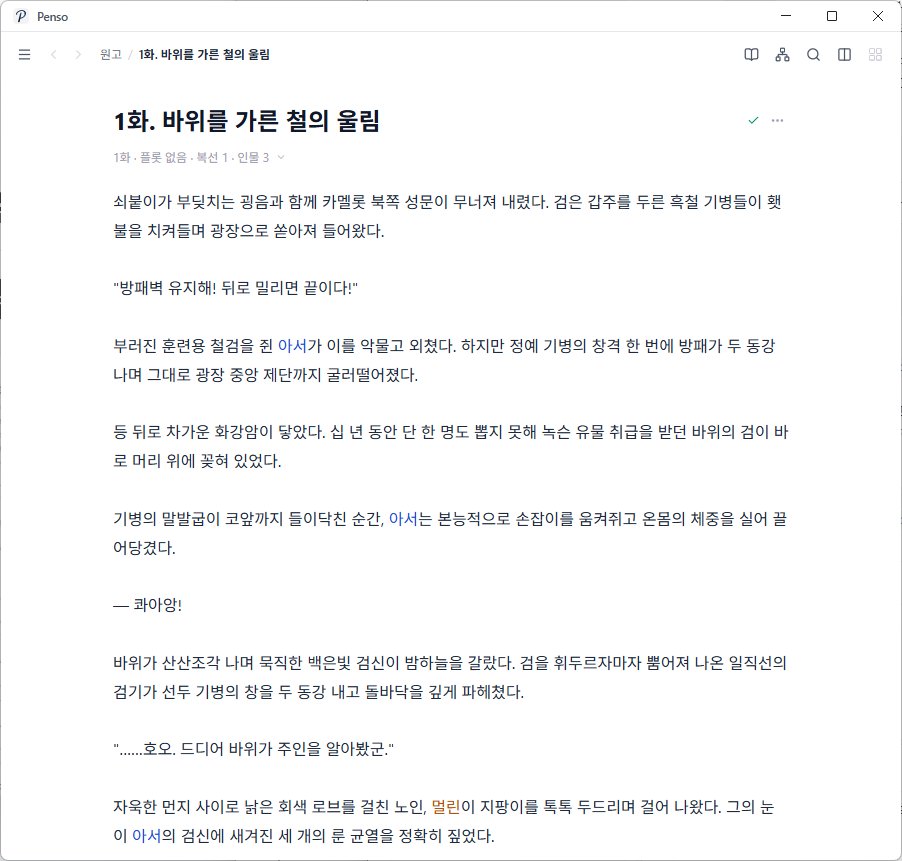 Penso
원고 / 1화. 바위를 가른 철의 울림
1화. 바위를 가른 철의 울림
1화 · 플롯 없음 · 복선 1 · 인물 3
쇠붙이가 부딪치는 굉음과 함께 카멜롯 북쪽 성문이 무너져 내렸다. 검은 갑주를 두른 흑철 기병들이 횃
불을 치켜들며 광장으로 쏟아져 들어왔다.
"방패벽 유지해! 뒤로 밀리면 끝이다!"
부러진 훈련용 철검을 쥔 아서가 이를 악물고 외쳤다. 하지만 정예 기병의 창격 한 번에 방패가 두 동강
나며 그대로 광장 중앙 제단까지 굴러떨어졌다.
등 뒤로 차가운 화강암이 닿았다. 십 년 동안 단 한 명도 뽑지 못해 녹슨 유물 취급을 받던 바위의 검이 바
로 머리 위에 꽂혀 있었다.
기병의 말발굽이 코앞까지 들이닥친 순간, 아서는 본능적으로 손잡이를 움켜쥐고 온몸의 체중을 실어 끌
어당겼다.
— 콰아앙!
바위가 산산조각 나며 묵직한 백은빛 검신이 밤하늘을 갈랐다. 검을 휘두르자마자 뿜어져 나온 일직선의
검기가 선두 기병의 창을 두 동강 내고 돌바닥을 깊게 파헤쳤다.
"......호오. 드디어 바위가 주인을 알아봤군."
자욱한 먼지 사이로 낡은 회색 로브를 걸친 노인, 멀린이 지팡이를 톡톡 두드리며 걸어 나왔다. 그의 눈
이 아서의 검신에 새겨진 세 개의 룬 균열을 정확히 짚었다.